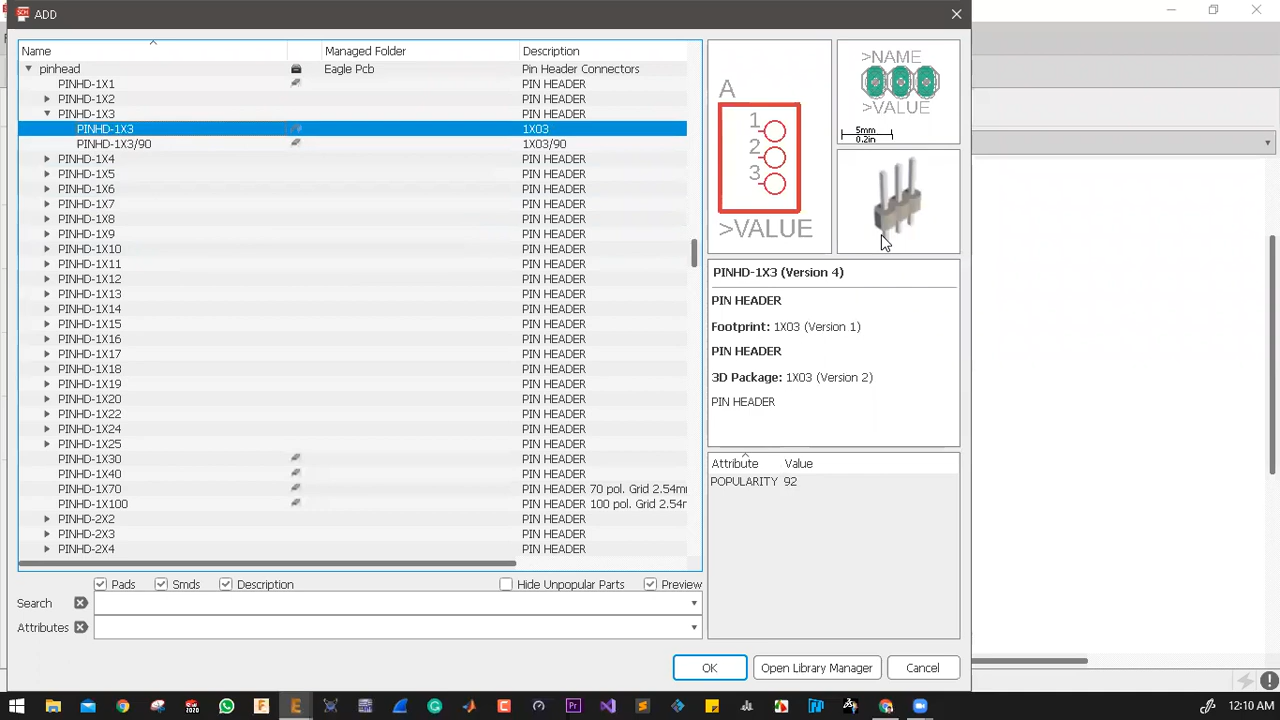 ADD
Name Managed Folder Description
pinhead Eagle Pcb Pin Header Connectors
PINHD-1X1 PIN HEADER
PINHD-1X2 PIN HEADER
PINHD-1X3 PIN HEADER
PINHD-1X3 1X03
PINHD-1X3/90 1X03/90
PINHD-1X4 PIN HEADER
PINHD-1X5 PIN HEADER
PINHD-1X6 PIN HEADER
PINHD-1X7 PIN HEADER
PINHD-1X8 PIN HEADER
PINHD-1X9 PIN HEADER
PINHD-1X10 PIN HEADER
PINHD-1X11 PIN HEADER
PINHD-1X12 PIN HEADER
PINHD-1X13 PIN HEADER
PINHD-1X14 PIN HEADER
PINHD-1X15 PIN HEADER
PINHD-1X16 PIN HEADER
PINHD-1X17 PIN HEADER
PINHD-1X18 PIN HEADER
PINHD-1X19 PIN HEADER
PINHD-1X20 PIN HEADER
PINHD-1X22 PIN HEADER
PINHD-1X24 PIN HEADER
PINHD-1X25 PIN HEADER
PINHD-1X30 PIN HEADER
PINHD-1X40 PIN HEADER
PINHD-1X70 PIN HEADER 70 pol. Grid 2.54m
PINHD-1X100 PIN HEADER 100 pol. Grid 2.54
PINHD-2X2 PIN HEADER
PINHD-2X3 PIN HEADER
PINHD-2X4 PIN HEADER
Pads Smds Description Hide Unpopular Parts Preview
Search
Attributes
A
1
2
3
>VALUE
>NAME
>VALUE
5mm
0.2in
PINHD-1X3 (Version 4)
PIN HEADER
Footprint: 1X03 (Version 1)
PIN HEADER
3D Package: 1X03 (Version 2)
PIN HEADER
Attribute Value
POPULARITY 92
OK Open Library Manager Cancel
12:10 AM